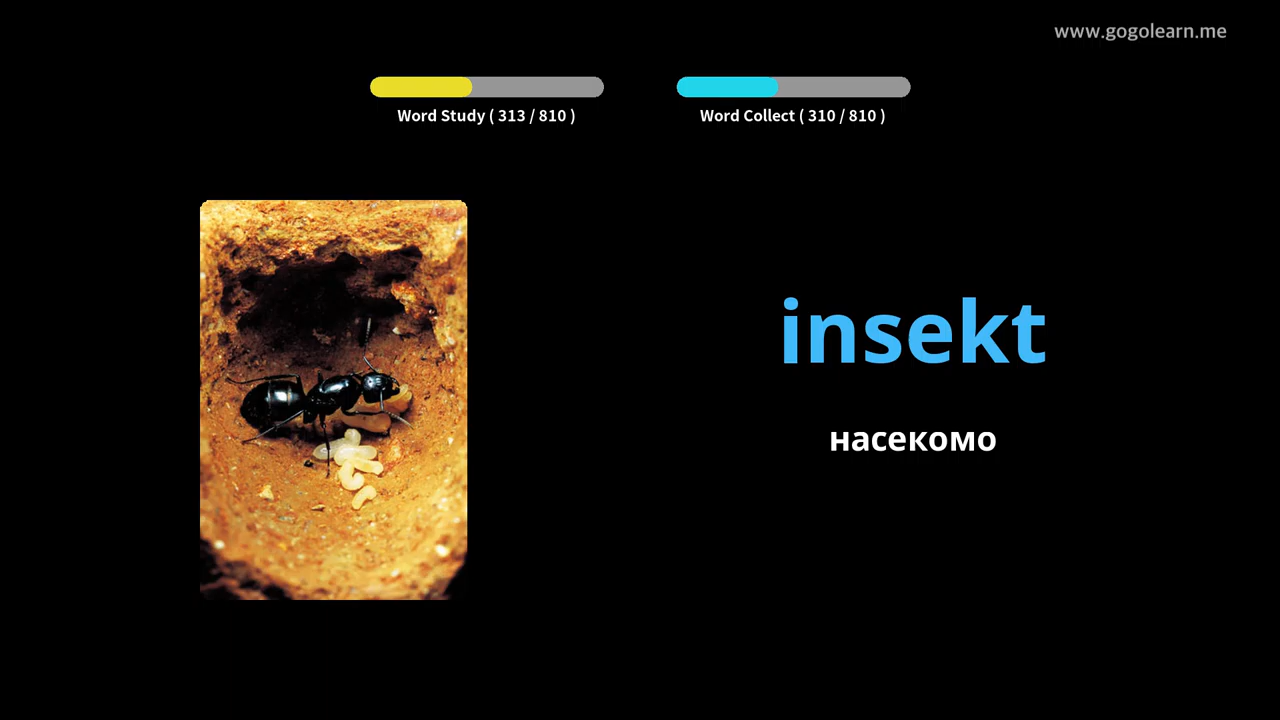 www.gogolearn.me
Word Study ( 313 / 810 )
Word Collect ( 310 / 810 )
insekt
насекомо